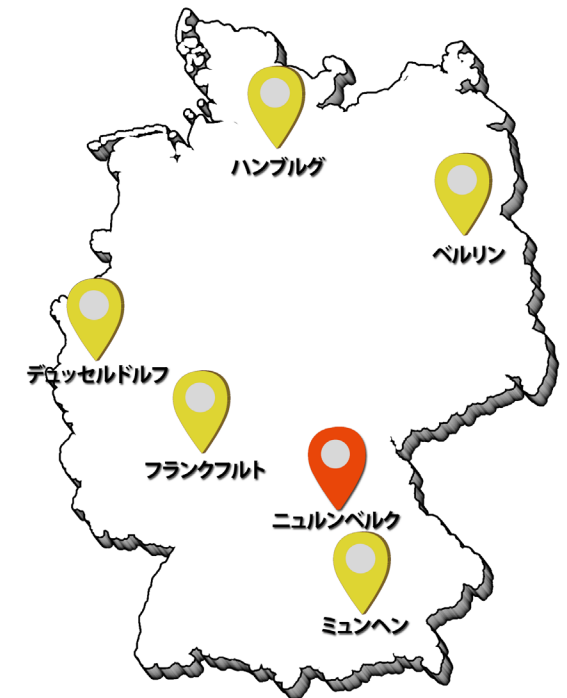 ハンブルグ
ベルリン
デュッセルドルフ
フランクフルト
ニュルンベルク
ミュンヘン